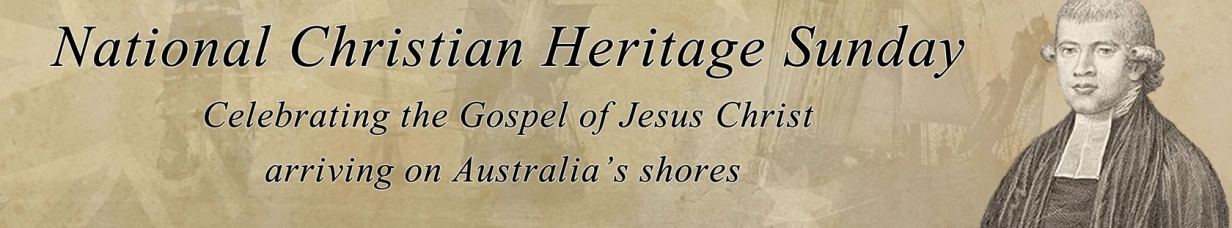 National Christian Heritage Sunday
Celebrating the Gospel of Jesus Christ
arriving on Australia's shores